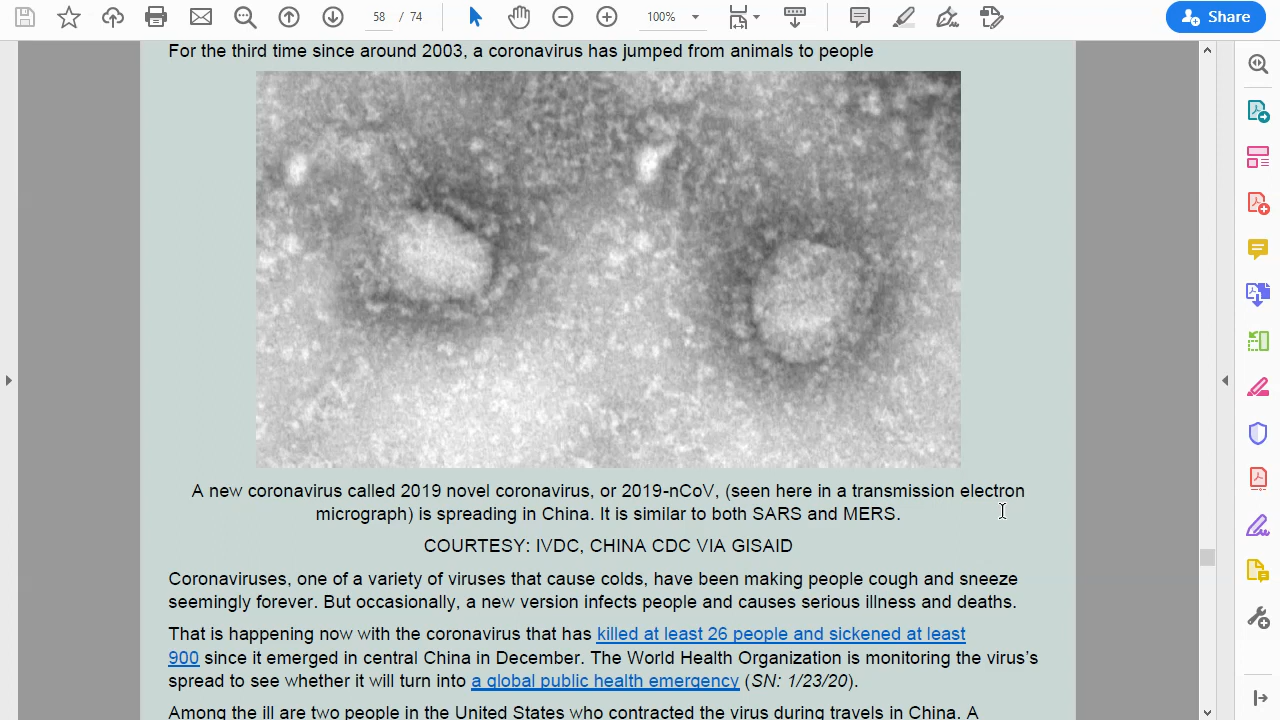 58 / 74
100%
Share
For the third time since around 2003, a coronavirus has jumped from animals to people
A new coronavirus called 2019 novel coronavirus, or 2019-nCoV, (seen here in a transmission electron
micrograph) is spreading in China. It is similar to both SARS and MERS.
COURTESY: IVDC, CHINA CDC VIA GISAID
Coronaviruses, one of a variety of viruses that cause colds, have been making people cough and sneeze
seemingly forever. But occasionally, a new version infects people and causes serious illness and deaths.
That is happening now with the coronavirus that has killed at least 26 people and sickened at least
900 since it emerged in central China in December. The World Health Organization is monitoring the virus’s
spread to see whether it will turn into a global public health emergency (SN: 1/23/20).
Among the ill are two people in the United States who contracted the virus during travels in China. A